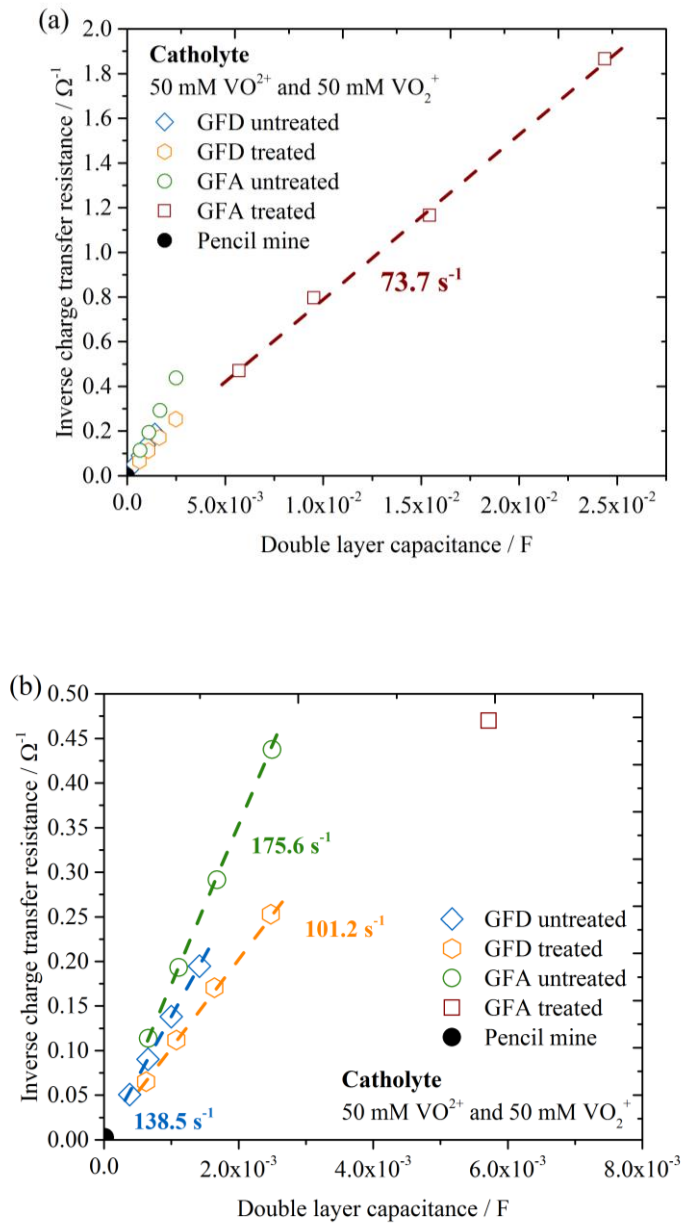 (a)
2.0
1.8
1.6
1.4
1.2
1.0
0.8
0.6
0.4
0.2
0.0
Inverse charge transfer resistance / Ω⁻¹
Catholyte
50 mM VO²⁺ and 50 mM VO₂⁺
GFD untreated
GFD treated
GFA untreated
GFA treated
Pencil mine
73.7 s⁻¹
0.0 5.0x10⁻³ 1.0x10⁻² 1.5x10⁻² 2.0x10⁻² 2.5x10⁻²
Double layer capacitance / F
(b)
0.50
0.45
0.40
0.35
0.30
0.25
0.20
0.15
0.10
0.05
0.00
Inverse charge transfer resistance / Ω⁻¹
175.6 s⁻¹
101.2 s⁻¹
138.5 s⁻¹
GFD untreated
GFD treated
GFA untreated
GFA treated
Pencil mine
Catholyte
50 mM VO²⁺ and 50 mM VO₂⁺
0.0 2.0x10⁻³ 4.0x10⁻³ 6.0x10⁻³ 8.0x10⁻³
Double layer capacitance / F